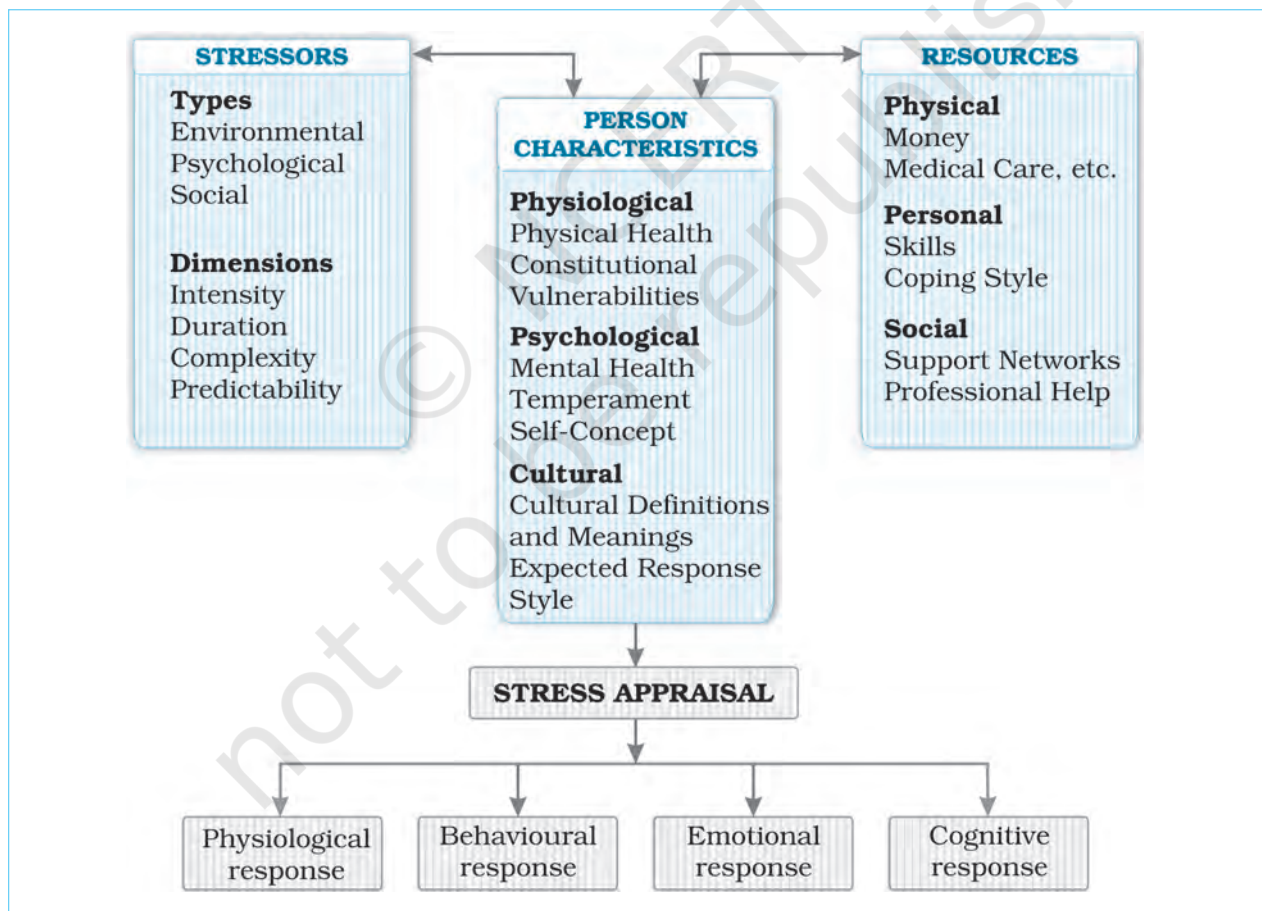 STRESSORS
Types
Environmental
Psychological
Social
Dimensions
Intensity
Duration
Complexity
Predictability
PERSON
CHARACTERISTICS
Physiological
Physical Health
Constitutional
Vulnerabilities
Psychological
Mental Health
Temperament
Self-Concept
Cultural
Cultural Definitions
and Meanings
Expected Response
Style
RESOURCES
Physical
Money
Medical Care, etc.
Personal
Skills
Coping Style
Social
Support Networks
Professional Help
STRESS APPRAISAL
Physiological
response
Behavioural
response
Emotional
response
Cognitive
response
© NCERT
not to be republish